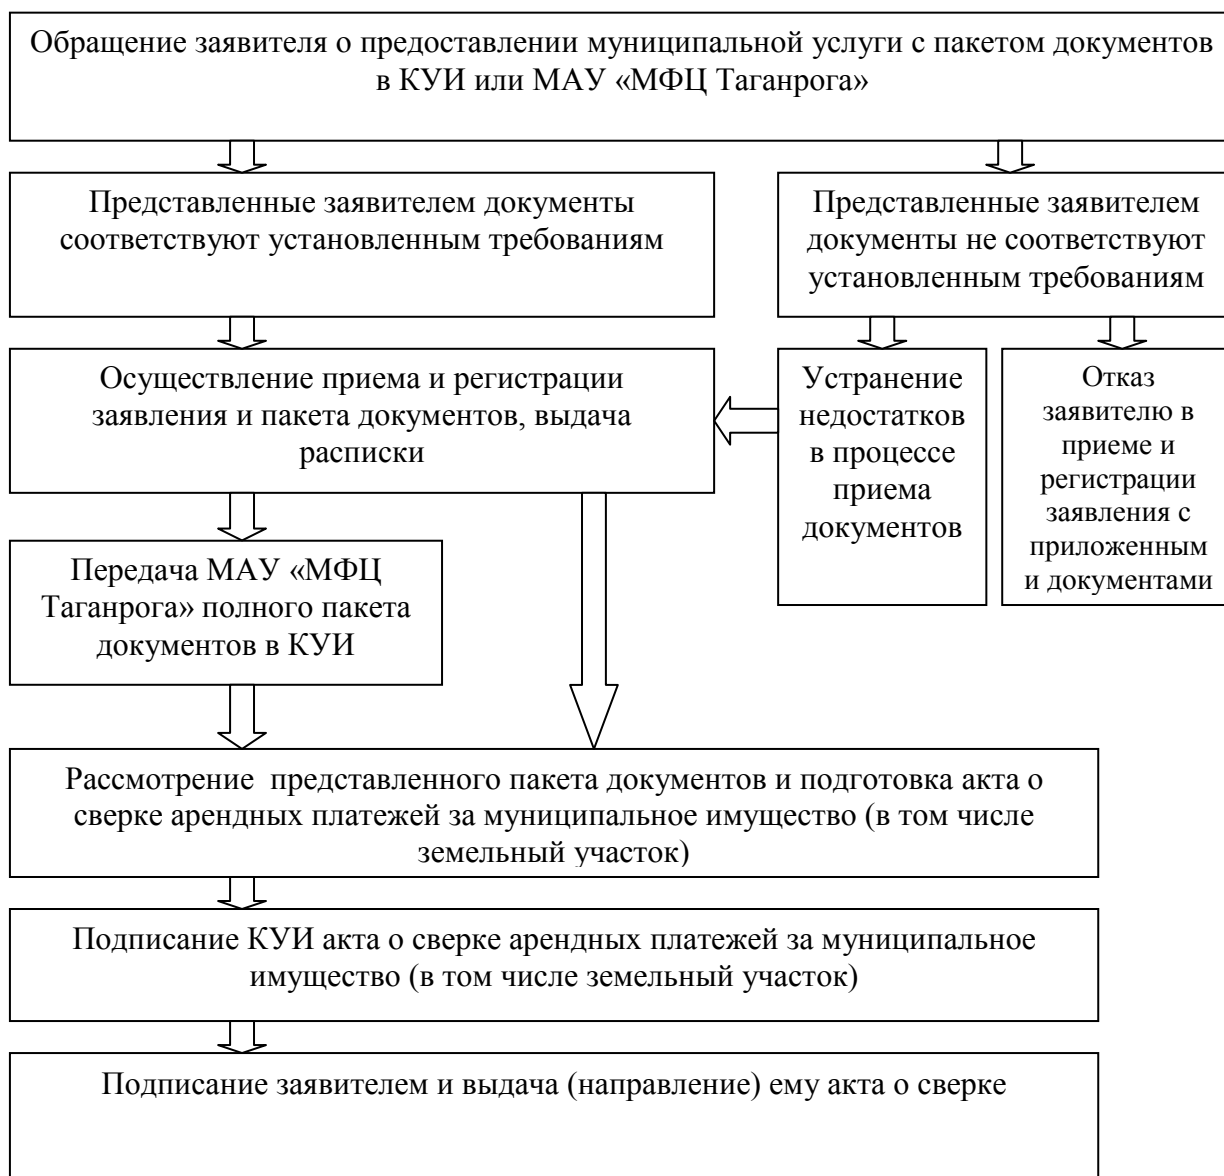 Обращение заявителя о предоставлении муниципальной услуги с пакетом документов
в КУИ или МАУ «МФЦ Таганрога»
Представленные заявителем документы
соответствуют установленным требованиям
Представленные заявителем
документы не соответствуют
установленным требованиям
Осуществление приема и регистрации
заявления и пакета документов, выдача
расписки
Устранение
недостатков
в процессе
приема
документов
Отказ
заявителю в
приеме и
регистрации
заявления с
приложенным
и документами
Передача МАУ «МФЦ
Таганрога» полного пакета
документов в КУИ
Рассмотрение  представленного пакета документов и подготовка акта о
сверке арендных платежей за муниципальное имущество (в том числе
земельный участок)
Подписание КУИ акта о сверке арендных платежей за муниципальное
имущество (в том числе земельный участок)
Подписание заявителем и выдача (направление) ему акта о сверке